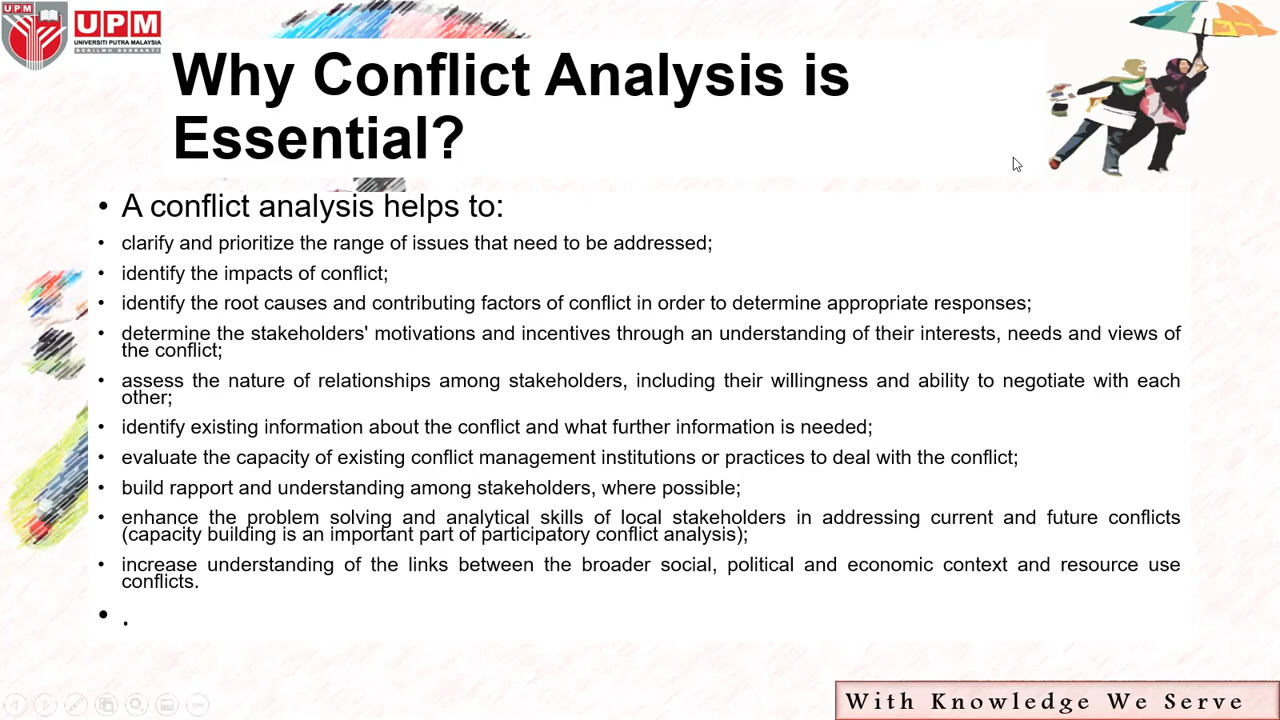 UPM
UPM
UNIVERSITI PUTRA MALAYSIA
BERILMU BERBAKTI
Why Conflict Analysis is
Essential?
• A conflict analysis helps to:
• clarify and prioritize the range of issues that need to be addressed;
• identify the impacts of conflict;
• identify the root causes and contributing factors of conflict in order to determine appropriate responses;
• determine the stakeholders' motivations and incentives through an understanding of their interests, needs and views of
the conflict;
• assess the nature of relationships among stakeholders, including their willingness and ability to negotiate with each
other;
• identify existing information about the conflict and what further information is needed;
• evaluate the capacity of existing conflict management institutions or practices to deal with the conflict;
• build rapport and understanding among stakeholders, where possible;
• enhance the problem solving and analytical skills of local stakeholders in addressing current and future conflicts
(capacity building is an important part of participatory conflict analysis);
• increase understanding of the links between the broader social, political and economic context and resource use
conflicts.
• .
With Knowledge We Serve